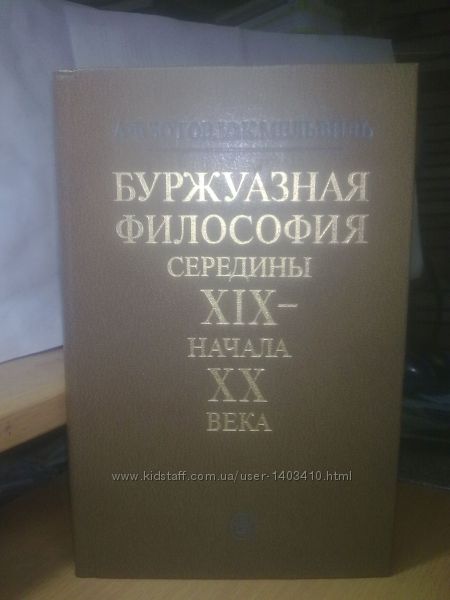 А.Ф.ЗОТОВ Ю.К.МЕЛЬВИЛЬ
БУРЖУАЗНАЯ
ФИЛОСОФИЯ
СЕРЕДИНЫ
XIX–
НАЧАЛА
XX
ВЕКА
www.kidstaff.com.ua/user-1403410.html